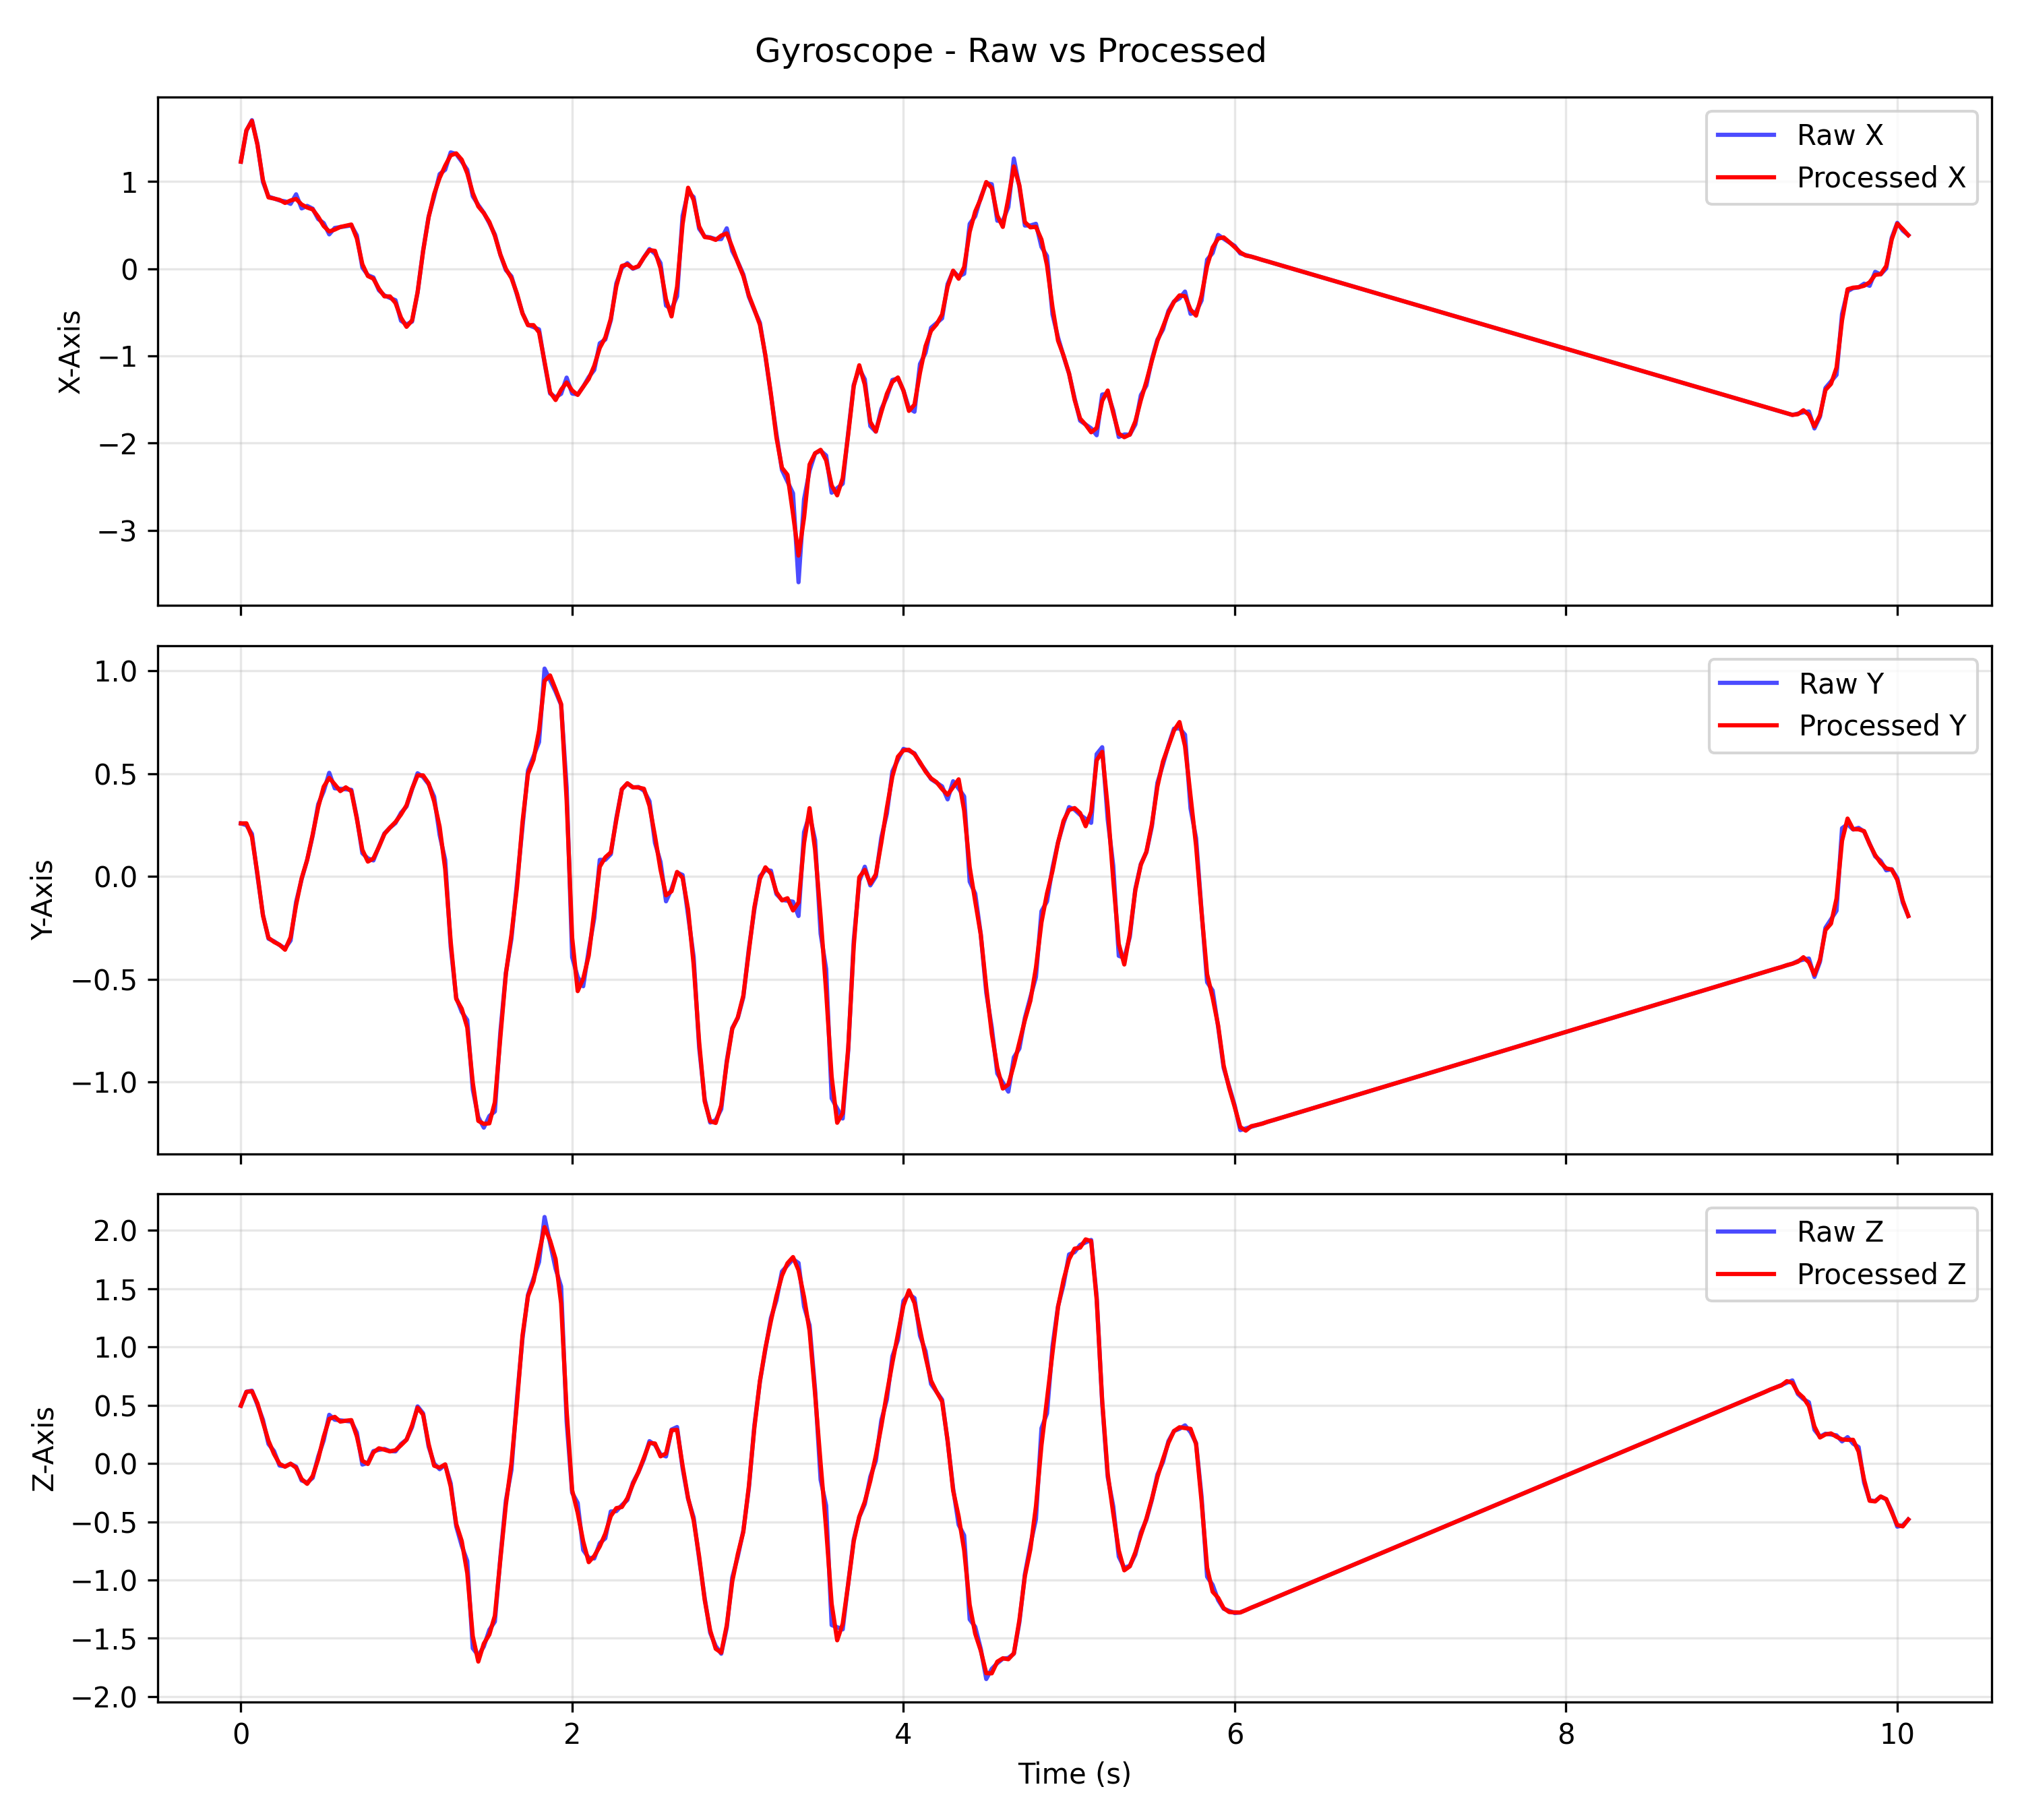 Gyroscope - Raw vs Processed
X-Axis
1
0
−1
−2
−3
Raw X
Processed X
Y-Axis
1.0
0.5
0.0
−0.5
−1.0
Raw Y
Processed Y
Z-Axis
2.0
1.5
1.0
0.5
0.0
−0.5
−1.0
−1.5
−2.0
Raw Z
Processed Z
0 2 4 6 8 10
Time (s)